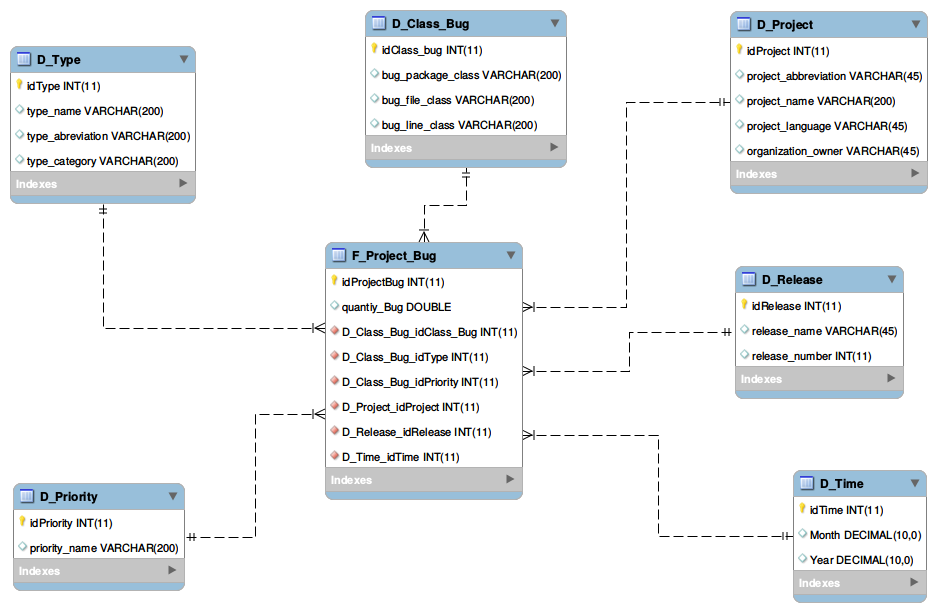 D_Type
idType INT(11)
type_name VARCHAR(200)
type_abreviation VARCHAR(200)
type_category VARCHAR(200)
Indexes
D_Class_Bug
idClass_bug INT(11)
bug_package_class VARCHAR(200)
bug_file_class VARCHAR(200)
bug_line_class VARCHAR(200)
Indexes
D_Project
idProject INT(11)
project_abbreviation VARCHAR(45)
project_name VARCHAR(200)
project_language VARCHAR(45)
organization_owner VARCHAR(45)
Indexes
F_Project_Bug
idProjectBug INT(11)
quantiy_Bug DOUBLE
D_Class_Bug_idClass_Bug INT(11)
D_Class_Bug_idType INT(11)
D_Class_Bug_idPriority INT(11)
D_Project_idProject INT(11)
D_Release_idRelease INT(11)
D_Time_idTime INT(11)
Indexes
D_Release
idRelease INT(11)
release_name VARCHAR(45)
release_number INT(11)
Indexes
D_Priority
idPriority INT(11)
priority_name VARCHAR(200)
Indexes
D_Time
idTime INT(11)
Month DECIMAL(10,0)
Year DECIMAL(10,0)
Indexes